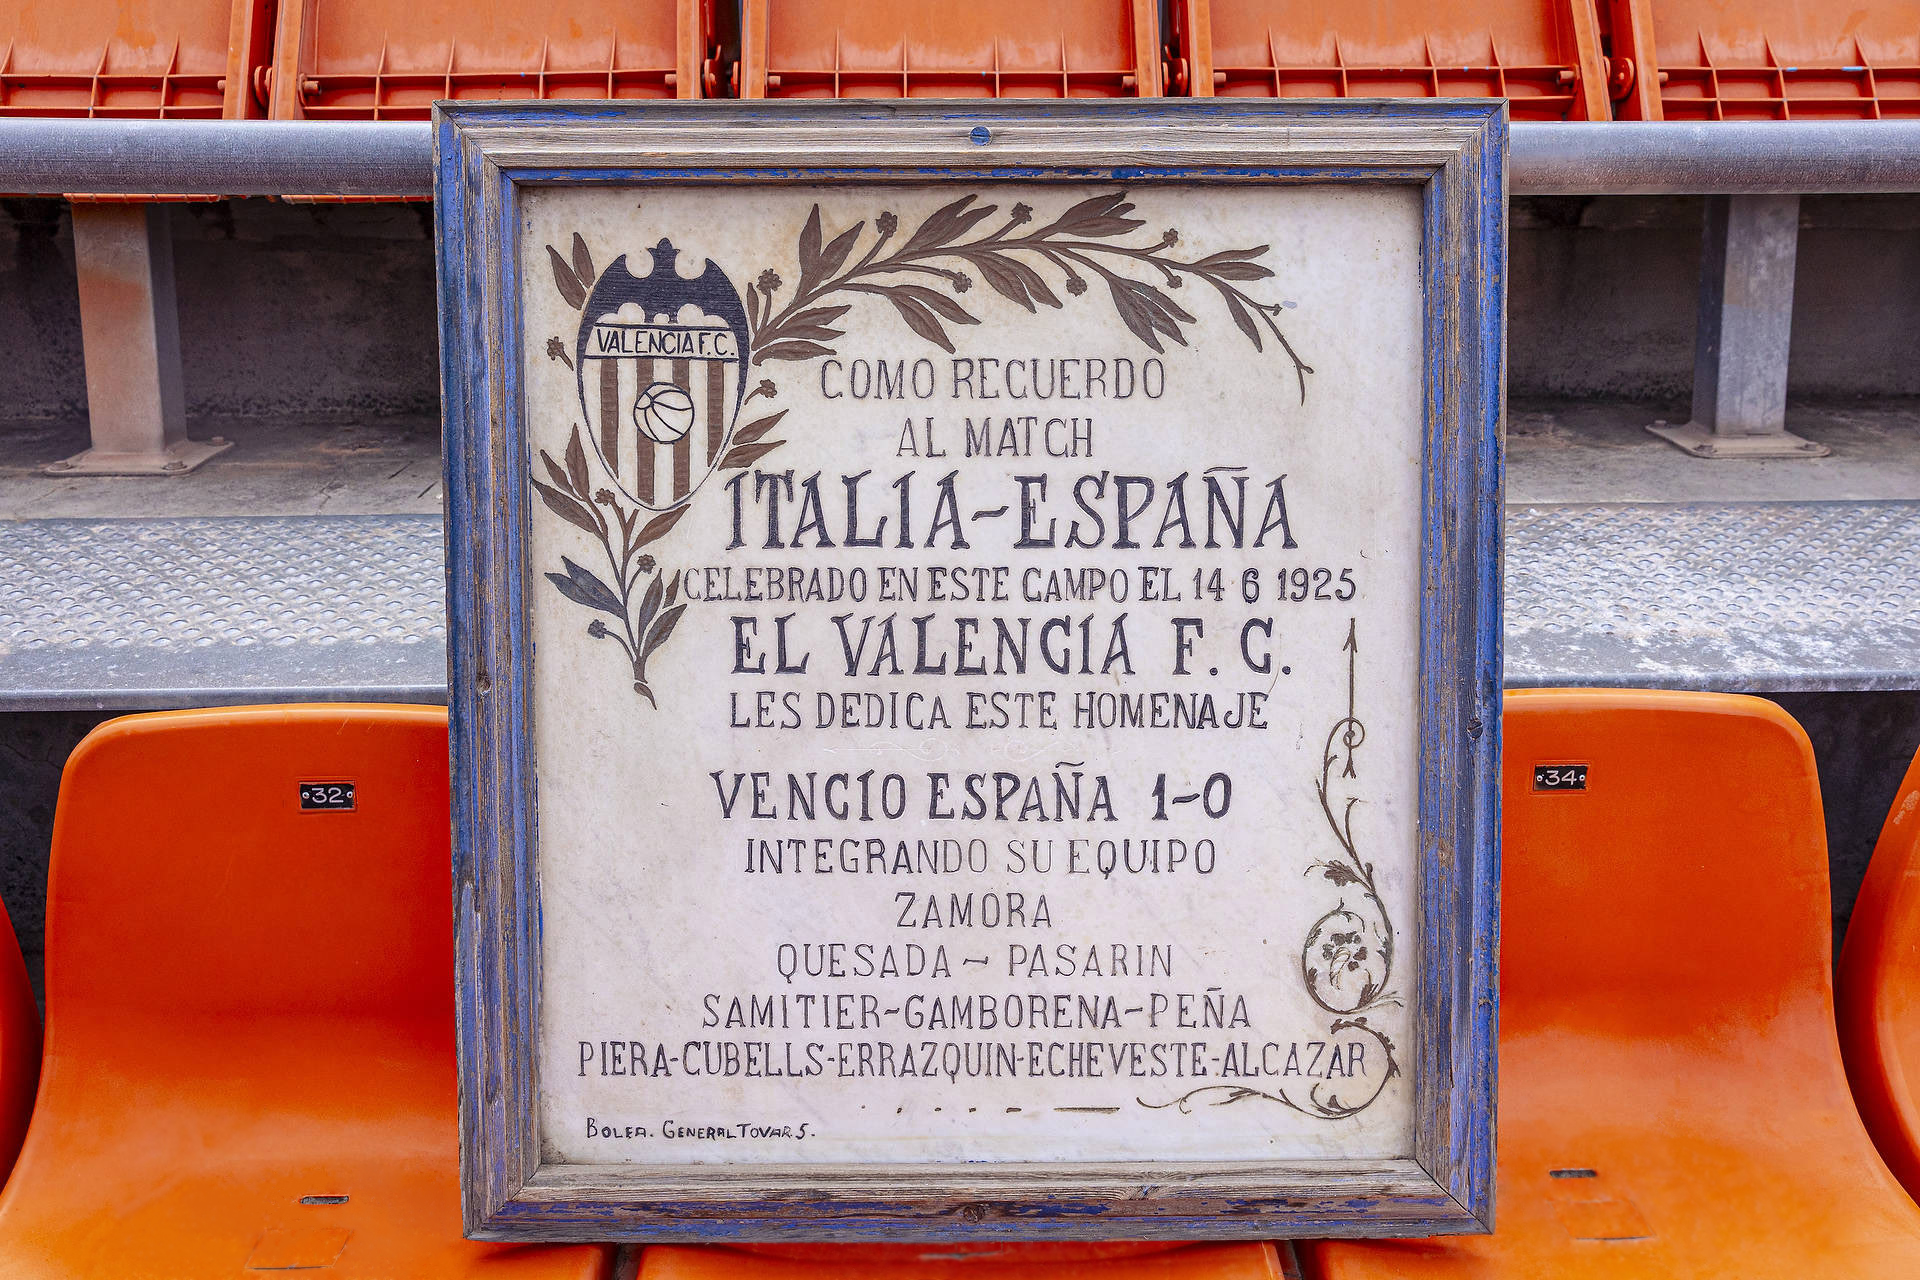 VALENCIA F.C.
COMO RECUERDO
AL MATCH
ITALIA-ESPAÑA
CELEBRADO EN ESTE CAMPO EL 14·6 1925
EL VALENCIA F. C.
LES DEDICA ESTE HOMENAJE
VENCIO ESPAÑA 1-0
INTEGRANDO SU EQUIPO
ZAMORA
QUESADA - PASARIN
SAMITIER-GAMBORENA-PEÑA
PIERA-CUBELLS-ERRAZQUIN-ECHEVESTE-ALCAZAR
BOLEA. GENERAL TOVAR 5.
32
34